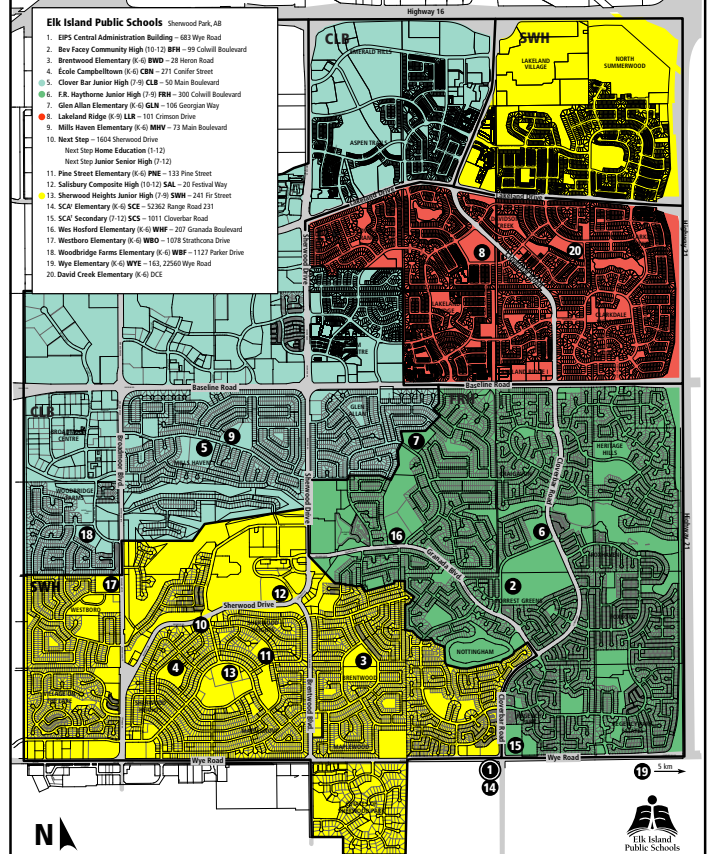 Highway 16
Elk Island Public Schools Sherwood Park, AB
1. EIPS Central Administration Building – 683 Wye Road
2. Bev Facey Community High (10-12) BFH – 99 Colwill Boulevard
3. Brentwood Elementary (K-6) BWD – 28 Heron Road
4. École Campbelltown (K-6) CBN – 271 Conifer Street
5. Clover Bar Junior High (7-9) CLB – 50 Main Boulevard
6. F.R. Haythorne Junior High (7-9) FRH – 300 Colwill Boulevard
7. Glen Allan Elementary (K-6) GLN – 106 Georgian Way
8. Lakeland Ridge (K-9) LLR – 101 Crimson Drive
9. Mills Haven Elementary (K-6) MHV – 73 Main Boulevard
10. Next Step – 1604 Sherwood Drive
Next Step Home Education (1-12)
Next Step Junior Senior High (7-12)
11. Pine Street Elementary (K-6) PNE – 133 Pine Street
12. Salisbury Composite High (10-12) SAL – 20 Festival Way
13. Sherwood Heights Junior High (7-9) SWH – 241 Fir Street
14. SCA' Elementary (K-6) SCE – 52362 Range Road 231
15. SCA' Secondary (7-12) SCS – 1011 Cloverbar Road
16. Wes Hosford Elementary (K-6) WHF – 207 Granada Boulevard
17. Westboro Elementary (K-6) WBO – 1078 Strathcona Drive
18. Woodbridge Farms Elementary (K-6) WBF – 1127 Parker Drive
19. Wye Elementary (K-6) WYE – 163, 22560 Wye Road
20. David Creek Elementary (K-6) DCE
CLB
EMERALD HILLS
SWH
LAKELAND
VILLAGE
NORTH
SUMMERWOOD
ASPEN TRAILS
Lakeland Drive
Sherwood Drive
Highway 21
8
20
CLARKDALE
Baseline Road
Baseline Road
CLB
FRH
GLEN
ALLAN
7
9
5
MILLS HAVEN
Broadmoor Blvd.
Sherwood Drive
HERITAGE
HILLS
Cloverbar Road
WOODBRIDGE
FARMS
18
16
6
Highway 21
Granada Blvd.
SWH
17
WESTBORO
12
Sherwood Drive
10
2
FORREST GREENS
NOTTINGHAM
4
13
11
3
BRENTWOOD
Brentwood Blvd.
Cloverbar Road
15
Wye Road
Wye Road
1
14
19
5 km
N
Elk Island
Public Schools